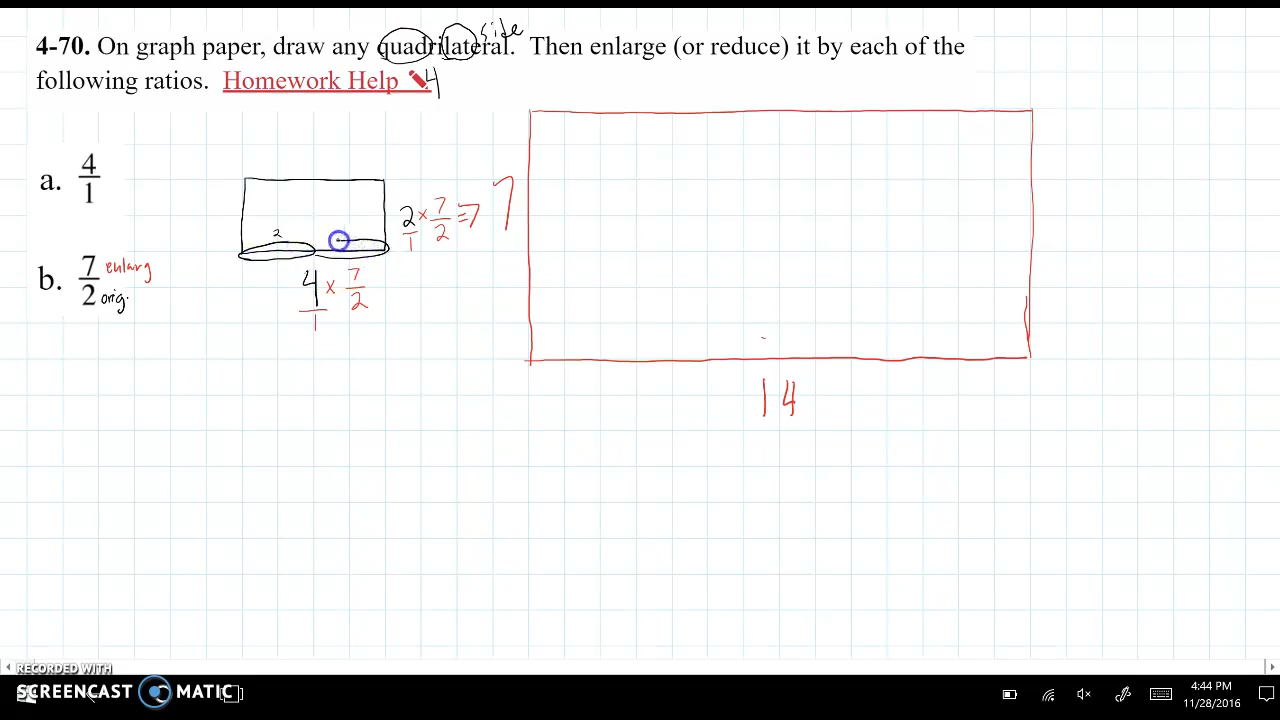 site
4-70. On graph paper, draw any quadrilateral. Then enlarge (or reduce) it by each of the
following ratios. Homework Help 4
a. 4/1
2
2/1 × 7/2 = 7
7
b. 7/2 enlarg
orig.
4/1 × 7/2
14
RECORDED WITH
SCREENCAST MATIC
4:44 PM
11/28/2016